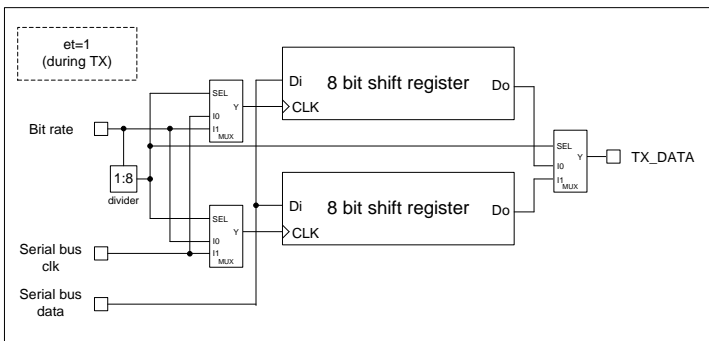 et=1
(during TX)
Di
8 bit shift register
Do
CLK
SEL
Y
I0
I1
MUX
Bit rate
SEL
Y
I0
I1
MUX
TX_DATA
1:8
divider
Di
8 bit shift register
Do
CLK
SEL
Y
I0
I1
MUX
Serial bus
clk
Serial bus
data